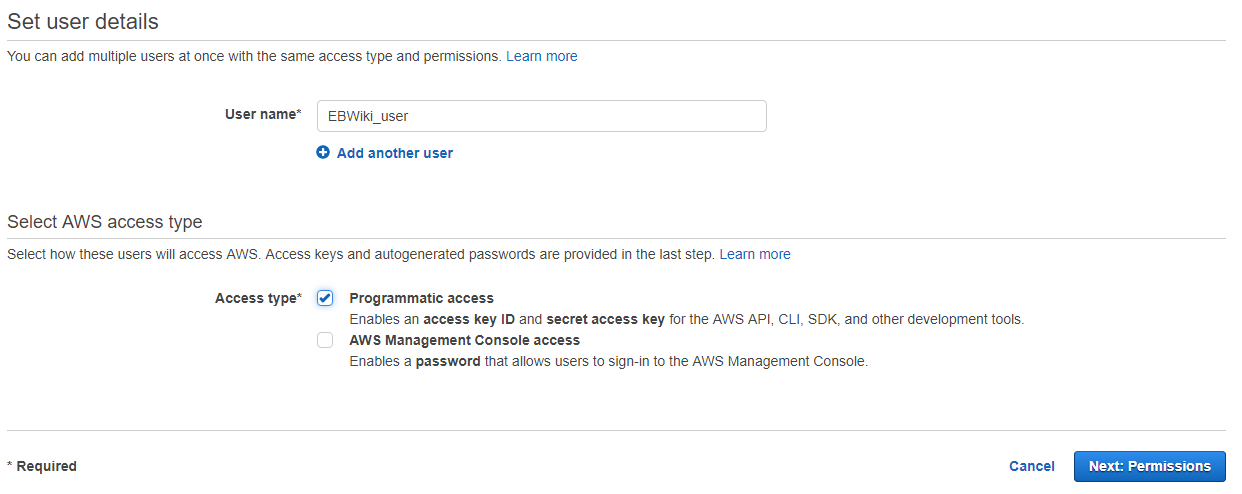 Set user details
You can add multiple users at once with the same access type and permissions. Learn more
User name* EBWiki_user
Add another user
Select AWS access type
Select how these users will access AWS. Access keys and autogenerated passwords are provided in the last step. Learn more
Access type* Programmatic access
Enables an access key ID and secret access key for the AWS API, CLI, SDK, and other development tools.
AWS Management Console access
Enables a password that allows users to sign-in to the AWS Management Console.
* Required Cancel Next: Permissions